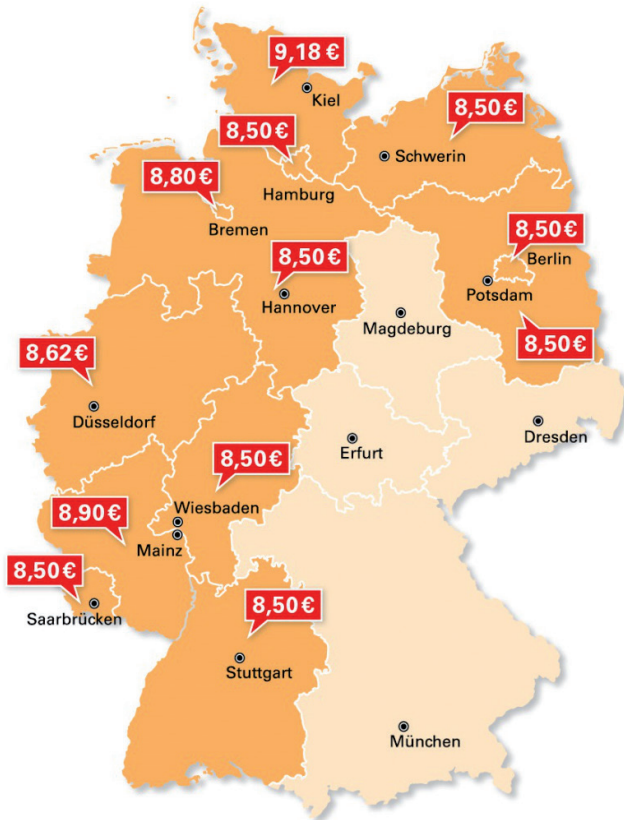 9,18 €
Kiel
8,50 €
8,50 €
Schwerin
8,80 €
Hamburg
Bremen
8,50 €
Berlin
8,50 €
Hannover
Potsdam
Magdeburg
8,50 €
8,62 €
Düsseldorf
Dresden
Erfurt
8,50 €
Wiesbaden
8,90 €
Mainz
8,50 €
Saarbrücken
8,50 €
Stuttgart
München